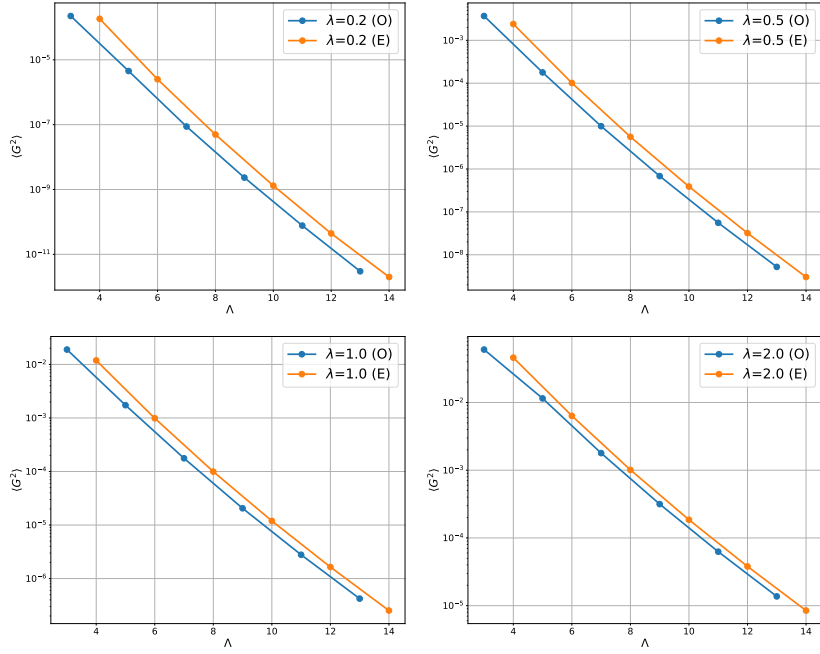 λ=0.2 (O)
λ=0.2 (E)
⟨G²⟩
10⁻⁵
10⁻⁷
10⁻⁹
10⁻¹¹
4 6 8 10 12 14
Λ
λ=0.5 (O)
λ=0.5 (E)
⟨G²⟩
10⁻³
10⁻⁴
10⁻⁵
10⁻⁶
10⁻⁷
10⁻⁸
4 6 8 10 12 14
Λ
λ=1.0 (O)
λ=1.0 (E)
⟨G²⟩
10⁻²
10⁻³
10⁻⁴
10⁻⁵
10⁻⁶
4 6 8 10 12 14
Λ
λ=2.0 (O)
λ=2.0 (E)
⟨G²⟩
10⁻²
10⁻³
10⁻⁴
10⁻⁵
4 6 8 10 12 14
Λ